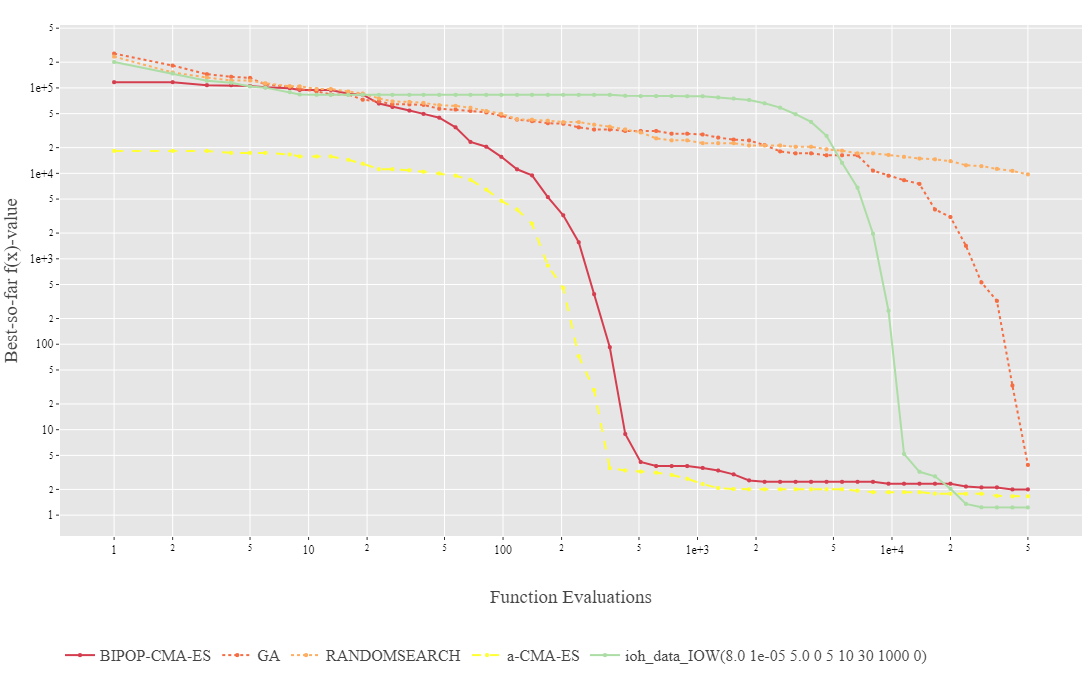 5
2
1e+5
5
2
1e+4
5
2
1e+3
5
2
100
5
2
10
5
2
1
Best-so-far f(x)-value
1 2 5 10 2 5 100 2 5 1e+3 2 5 1e+4 2 5
Function Evaluations
BIPOP-CMA-ES GA RANDOMSEARCH a-CMA-ES ioh_data_IOW(8.0 1e-05 5.0 0 5 10 30 1000 0)